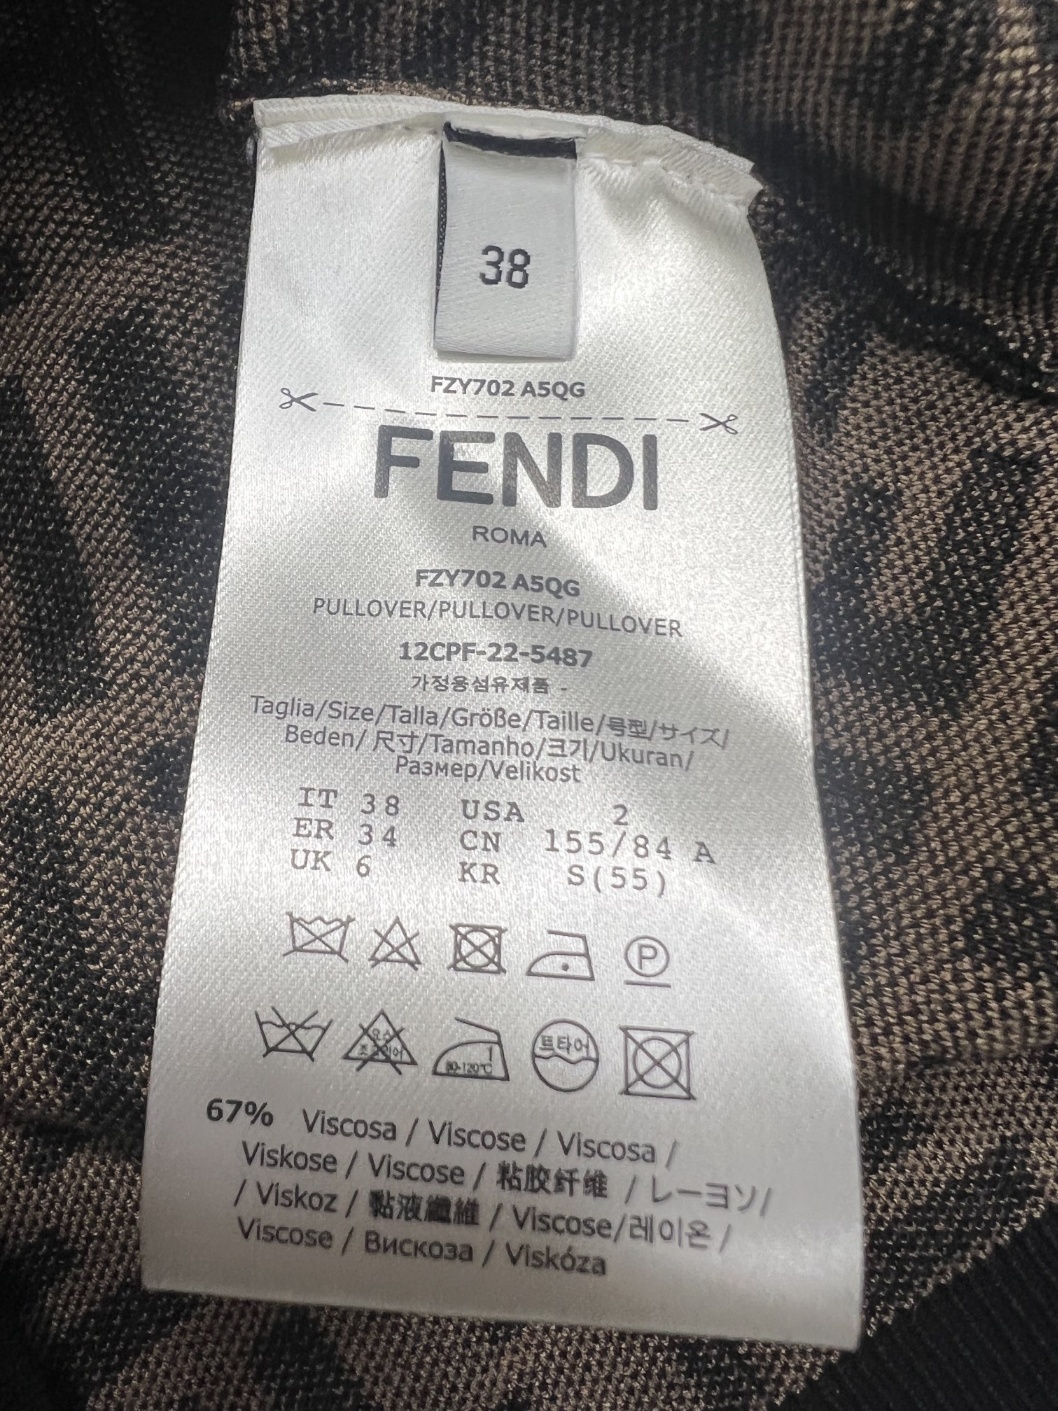 38
FZY702 A5QG
FENDI
ROMA
FZY702 A5QG
PULLOVER/PULLOVER/PULLOVER
12CPF-22-5487
가정용섬유제품 -
Taglia/Size/Talla/Größe/Taille/号型/サイズ/
Beden/ 尺寸/Tamanho/크기/Ukuran/
Размер/Velikost
IT 38 USA 2
ER 34 CN 155/84 A
UK 6 KR S(55)
P
80-120℃ 드라이
67% Viscosa / Viscose / Viscosa /
Viskose / Viscose / 粘胶纤维 / レーヨソ/
/ Viskoz / 黏液纖維 / Viscose/레이온 /
Viscose / Вискоза / Viskóza